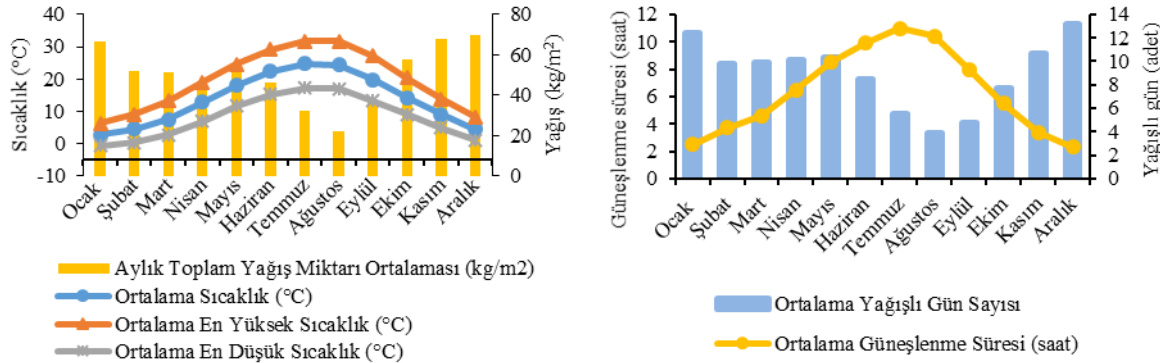 Sıcaklık (°C)
40
30
20
10
0
-10
80
60
40
20
0
Yağış (kg/m²)
Ocak
Şubat
Mart
Nisan
Mayıs
Haziran
Temmuz
Ağustos
Eylül
Ekim
Kasım
Aralık
Aylık Toplam Yağış Miktarı Ortalaması (kg/m2)
Ortalama Sıcaklık (°C)
Ortalama En Yüksek Sıcaklık (°C)
Ortalama En Düşük Sıcaklık (°C)
Güneşlenme süresi (saat)
12
10
8
6
4
2
0
14
12
10
8
6
4
2
0
Yağışlı gün (adet)
Ocak
Şubat
Mart
Nisan
Mayıs
Haziran
Temmuz
Ağustos
Eylül
Ekim
Kasım
Aralık
Ortalama Yağışlı Gün Sayısı
Ortalama Güneşlenme Süresi (saat)